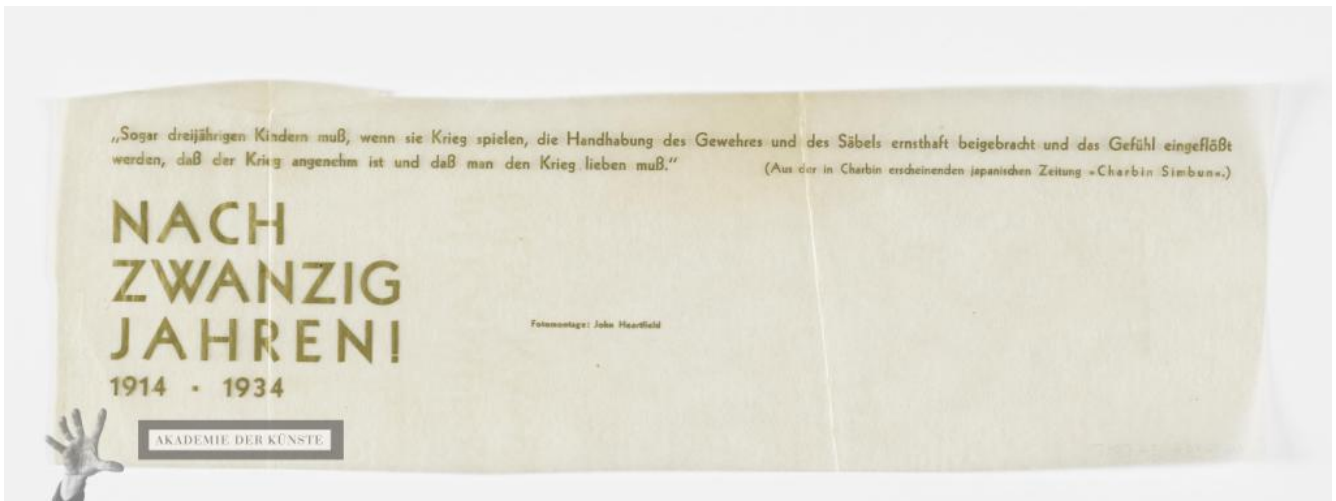 „Sogar dreijährigen Kindern muß, wenn sie Krieg spielen, die Handhabung des Gewehres und des Säbels ernsthaft beigebracht und das Gefühl eingeflößt
werden, daß der Krieg angenehm ist und daß man den Krieg lieben muß.“
(Aus der in Charbin erscheinenden japanischen Zeitung »Charbin Simbun«.)
NACH
ZWANZIG
JAHREN!
1914 · 1934
Fotomontage: John Heartfield
AKADEMIE DER KÜNSTE